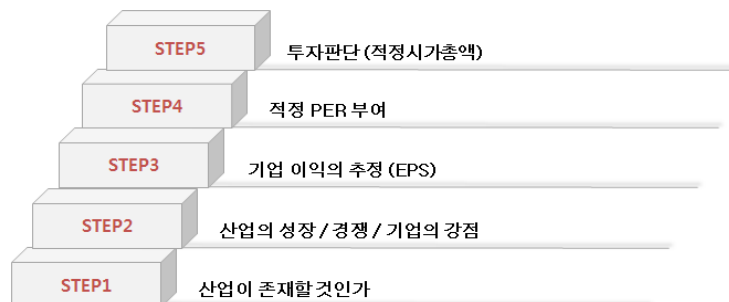 STEP5 투자판단 (적정시가총액)
STEP4 적정 PER 부여
STEP3 기업 이익의 추정 (EPS)
STEP2 산업의 성장 / 경쟁 / 기업의 강점
STEP1 산업이 존재할 것인가